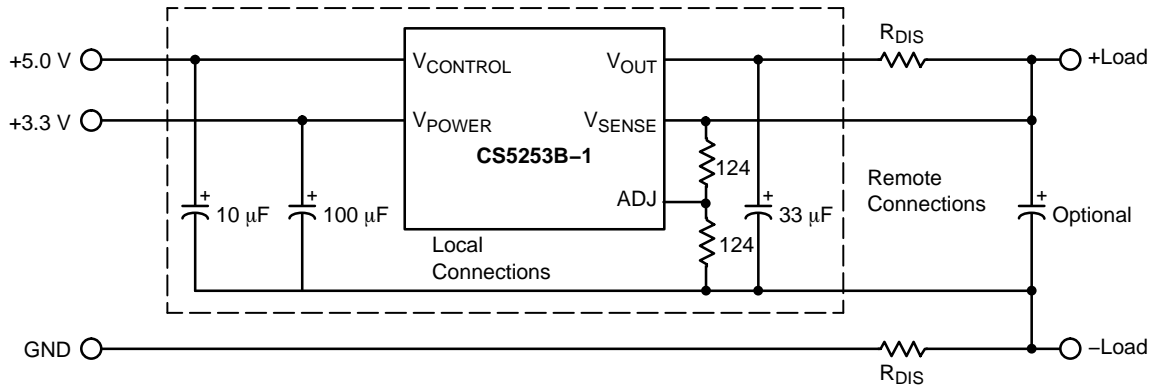 R_DIS
+5.0 V
V_CONTROL
V_OUT
+Load
+3.3 V
V_POWER
V_SENSE
CS5253B−1
124
Remote
Connections
ADJ
+
10 μF
+
100 μF
+
33 μF
+
Optional
124
Local
Connections
GND
−Load
R_DIS